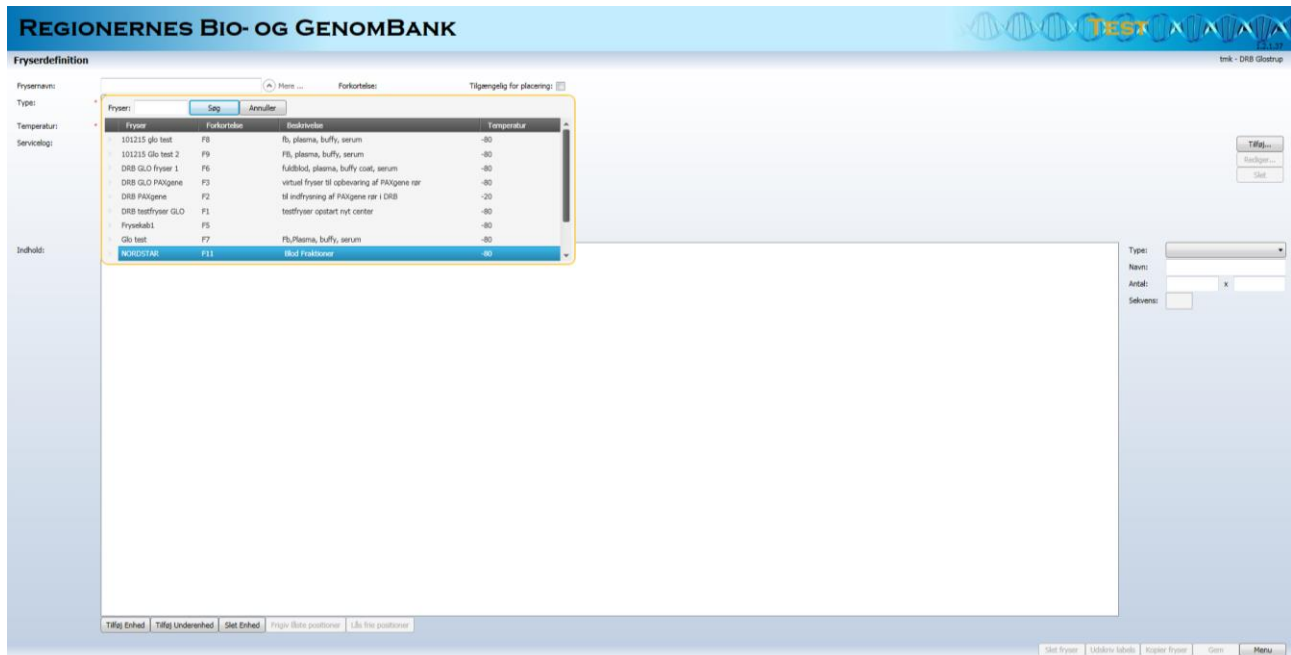 REGIONERNES BIO- OG GENOMBANK
TEST
1.3.1.37
Fryserdefinition
tmk - DRB Glostrup
Frysernavn:
Mere ...
Forkortelse:
Tilgængelig for placering:
Type: *
Fryser:
Søg
Annuller
Temperatur: *
Servicelog:
Fryser Forkortelse Beskrivelse Temperatur
101215 glo test F8 fb, plasma, buffy, serum -80
101215 Glo test 2 F9 FB, plasma, buffy, serum -80
DRB GLO fryser 1 F6 fuldblod, plasma, buffy coat, serum -80
DRB GLO PAXgene F3 virtuel fryser til opbevaring af PAXgene rør -80
DRB PAXgene F2 til indfrysning af PAXgene rør i DRB -20
DRB testfryser GLO F1 testfryser opstart nyt center -80
Frysekab1 F5 -80
Glo test F7 Fb,Plasma, buffy, serum -80
NORDSTAR F11 Blod Fraktioner -80
Tilføj...
Rediger...
Slet
Indhold:
Type:
Navn:
Antal: x
Sekvens:
Tilføj Enhed
Tilføj Underenhed
Slet Enhed
Frigiv låste positioner
Lås frie positioner
Slet fryser
Udskriv labels
Kopier fryser
Gem
Menu